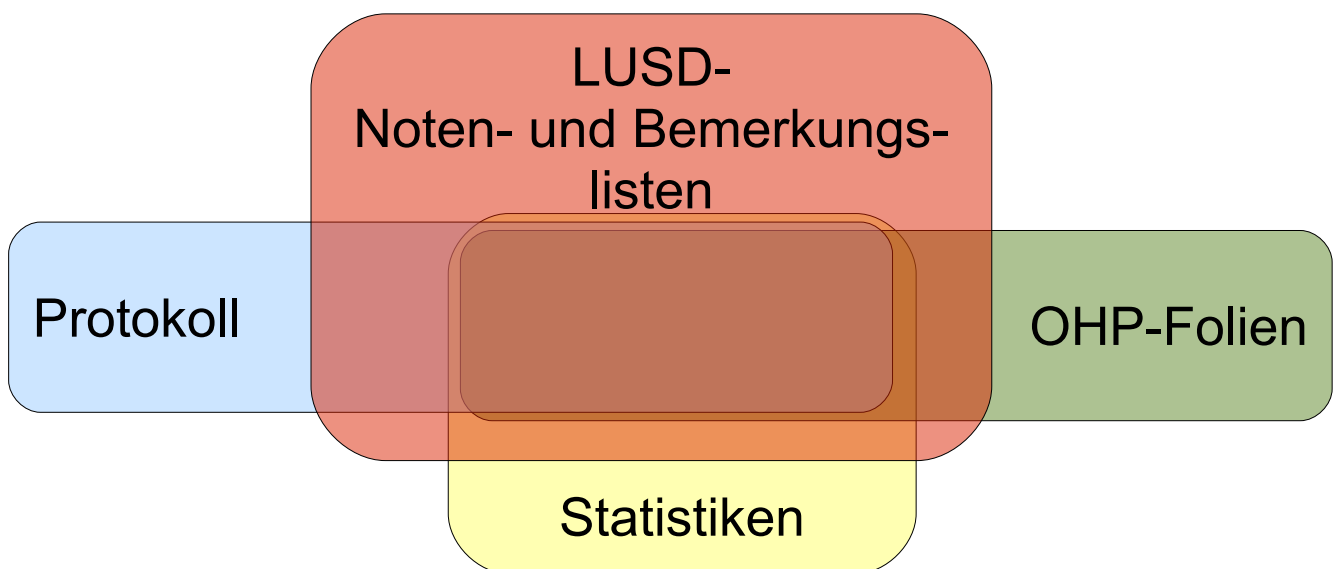 LUSD-
Noten- und Bemerkungs-
listen
Protokoll
OHP-Folien
Statistiken